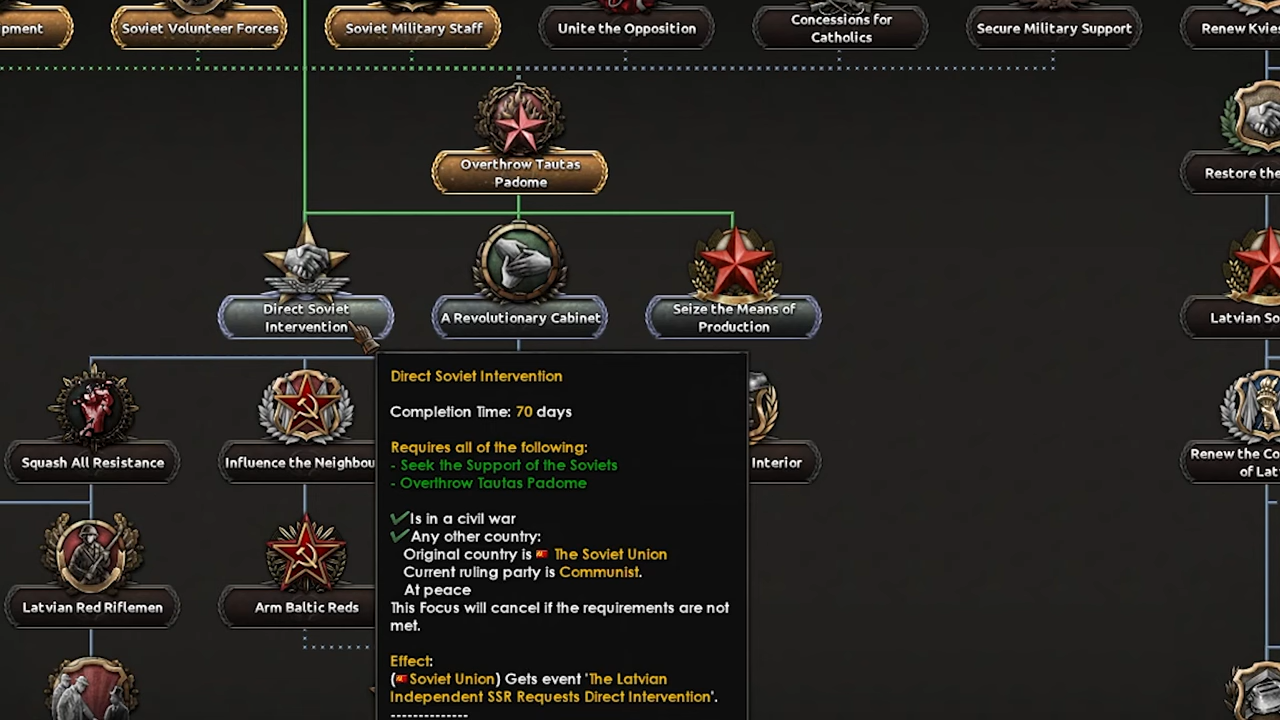 pment
Soviet Volunteer Forces
Soviet Military Staff
Unite the Opposition
Concessions for
Catholics
Secure Military Support
Renew Kvies
Overthrow Tautas
Padome
Restore the
Direct Soviet
Intervention
A Revolutionary Cabinet
Seize the Means of
Production
Latvian So
Direct Soviet Intervention
Completion Time: 70 days
Requires all of the following:
- Seek the Support of the Soviets
- Overthrow Tautas Padome
Is in a civil war
Any other country:
Original country is The Soviet Union
Current ruling party is Communist.
At peace
This Focus will cancel if the requirements are not
met.
Effect:
(Soviet Union) Gets event 'The Latvian
Independent SSR Requests Direct Intervention'.
--------------
Squash All Resistance
Influence the Neighbou
Interior
Renew the Co
of Lat
Latvian Red Riflemen
Arm Baltic Reds